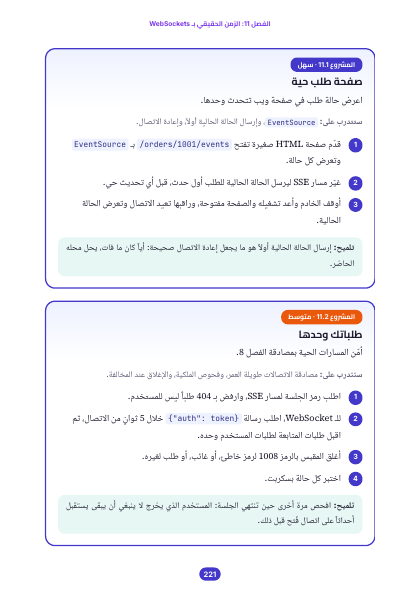 الفصل 11: الزمن الحقيقي بـ WebSockets
المشروع 11.1 · سهل
صفحة طلب حية
اعرض حالة طلب في صفحة ويب تتحدث وحدها.
ستتدرب على: EventSource، وإرسال الحالة الحالية أولاً، وإعادة الاتصال.
1 قدّم صفحة HTML صغيرة تفتح /orders/1001/events بـ EventSource
وتعرض كل حالة.
2 غيّر مسار SSE ليرسل الحالة الحالية للطلب أول حدث، قبل أي تحديث حي.
3 أوقف الخادم وأعد تشغيله والصفحة مفتوحة، وراقبها تعيد الاتصال وتعرض الحالة
الحالية.
تلميح: إرسال الحالة الحالية أولاً هو ما يجعل إعادة الاتصال صحيحة: أياً كان ما فات، يحل محله
الحاضر.
المشروع 11.2 · متوسط
طلباتك وحدها
أمّن المسارات الحية بمصادقة الفصل 8.
ستتدرب على: مصادقة الاتصالات طويلة العمر، وفحوص الملكية، والإغلاق عند المخالفة.
1 اطلب رمز الجلسة لمسار SSE، وارفض بـ 404 طلباً ليس للمستخدم.
2 للـ WebSocket، اطلب رسالة {"auth": token} خلال 5 ثوانٍ من الاتصال، ثم
اقبل طلبات المتابعة لطلبات المستخدم وحده.
3 أغلق المقبس بالرمز 1008 لرمز خاطئ، أو غائب، أو طلب لغيره.
4 اختبر كل حالة بسكربت.
تلميح: افحص مرة أخرى حين تنتهي الجلسة: المستخدم الذي يخرج لا ينبغي أن يبقى يستقبل
أحداثاً على اتصال فُتح قبل ذلك.
221